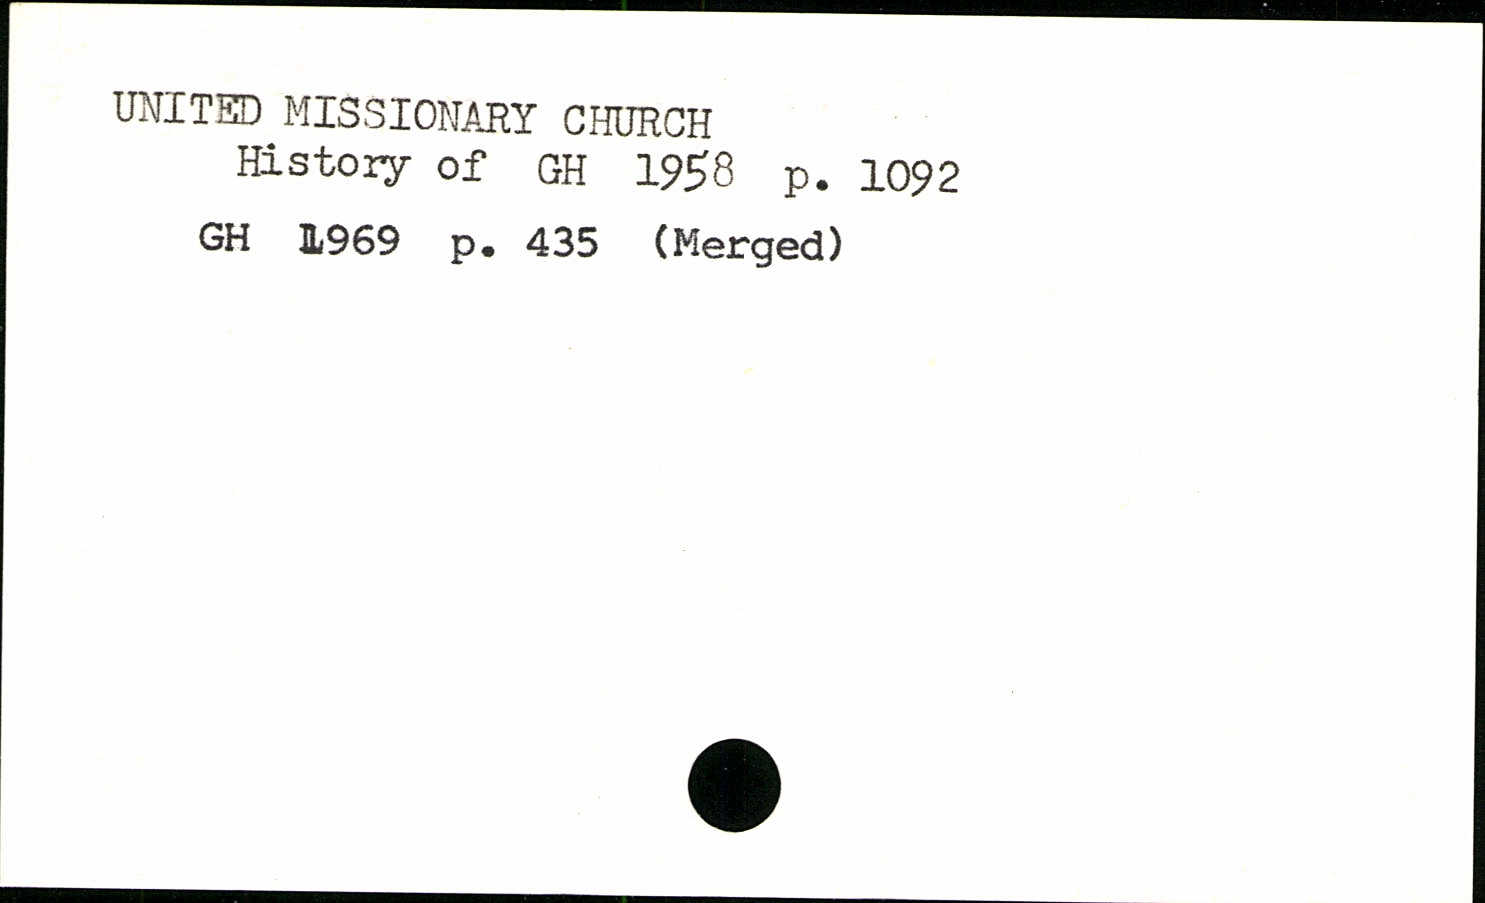 UNITED MISSIONARY CHURCH
History of GH 1958 p. 1092
GH 1969 p. 435 (Merged)